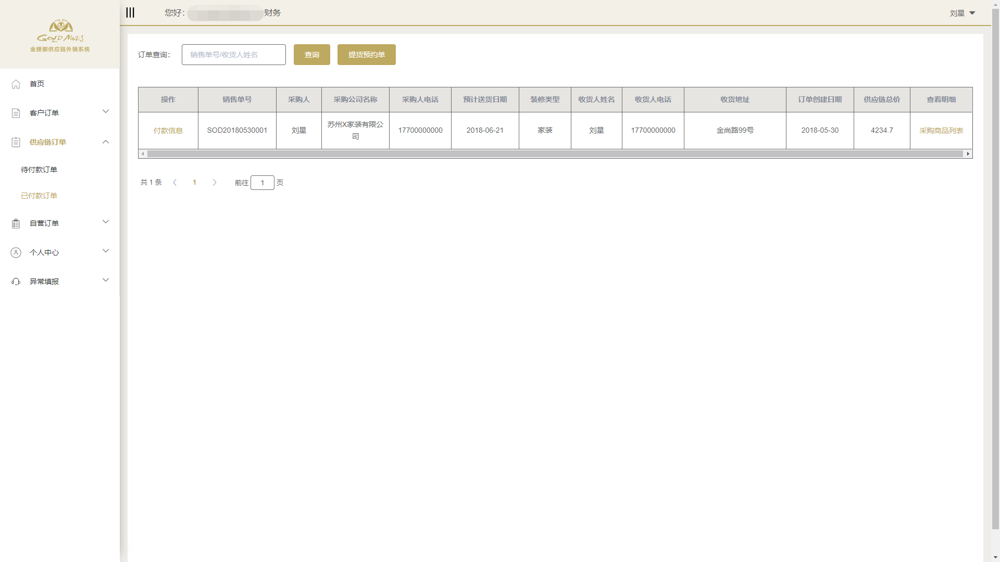 GOLD MANTIS
金螳螂供应链外销系统
首页
客户订单
供应链订单
待付款订单
已付款订单
自营订单
个人中心
异常填报
您好：
财务
刘星
订单查询：
销售单号/收货人姓名
查询
提货预约单
操作 销售单号 采购人 采购公司名称 采购人电话 预计送货日期 装修类型 收货人姓名 收货人电话 收货地址 订单创建日期 供应链总价 查看明细
付款信息 SOD20180530001 刘星 苏州X家装有限公司 17700000000 2018-06-21 家装 刘星 17700000000 金尚路99号 2018-05-30 4234.7 采购商品列表
共 1 条 1 前往 1 页